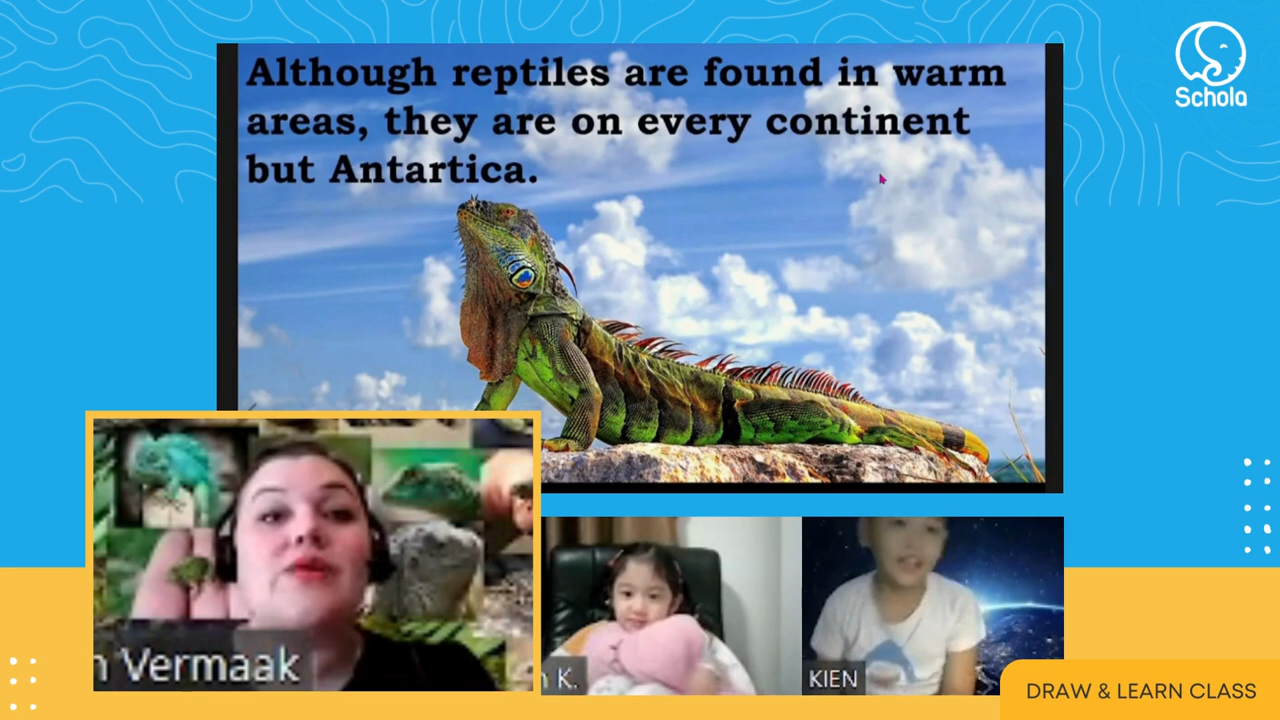 Although reptiles are found in warm
areas, they are on every continent
but Antartica.
Schola
n Vermaak
n K.
KIEN
DRAW & LEARN CLASS